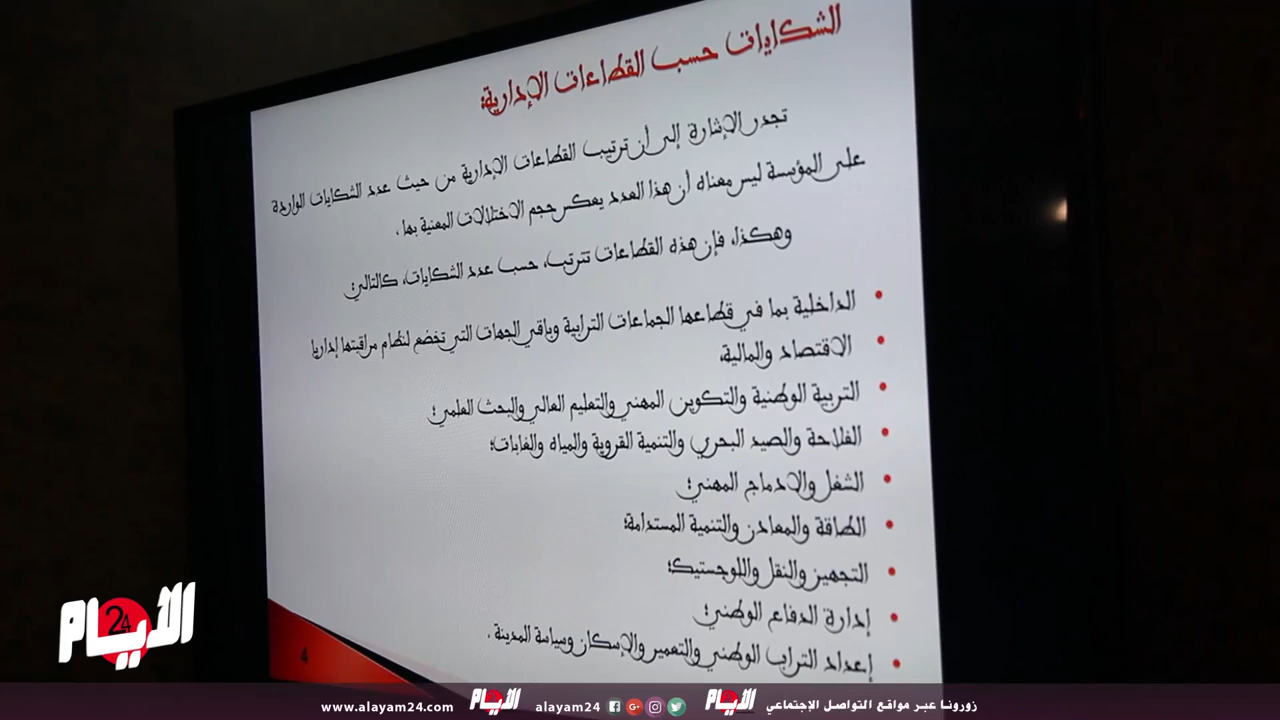 الشكايات حسب القطاعات الإدارية:
تجدر الإشارة إلى أن ترتيب القطاعات الإدارية من حيث عدد الشكايات الواردة
على المؤسسة ليس معناه أن هذا العدد يعكس حجم الاختلالات المعنية بها .
وهكذا، فإن هذه القطاعات تترتب، حسب عدد الشكايات، كالتالي:
• الداخلية بما في قطاعها الجماعات الترابية وباقي الجهات التي تخضع لنظام مراقبتها إداريا
• الاقتصاد والمالية،
• التربية الوطنية والتكوين المهني والتعليم العالي والبحث العلمي؛
• الفلاحة والصيد البحري والتنمية القروية والمياه والغابات؛
• الشغل والادماج المهني؛
• الطاقة والمعادن والتنمية المستدامة؛
• التجهيز والنقل واللوجستيك؛
• إدارة الدفاع الوطني؛
• إعداد التراب الوطني والتعمير والإسكان وسياسة المدينة .
4
الأيام 24
زورونا عبر مواقع التواصل الإجتماعي الأيام alayam24 الأيام www.alayam24.com